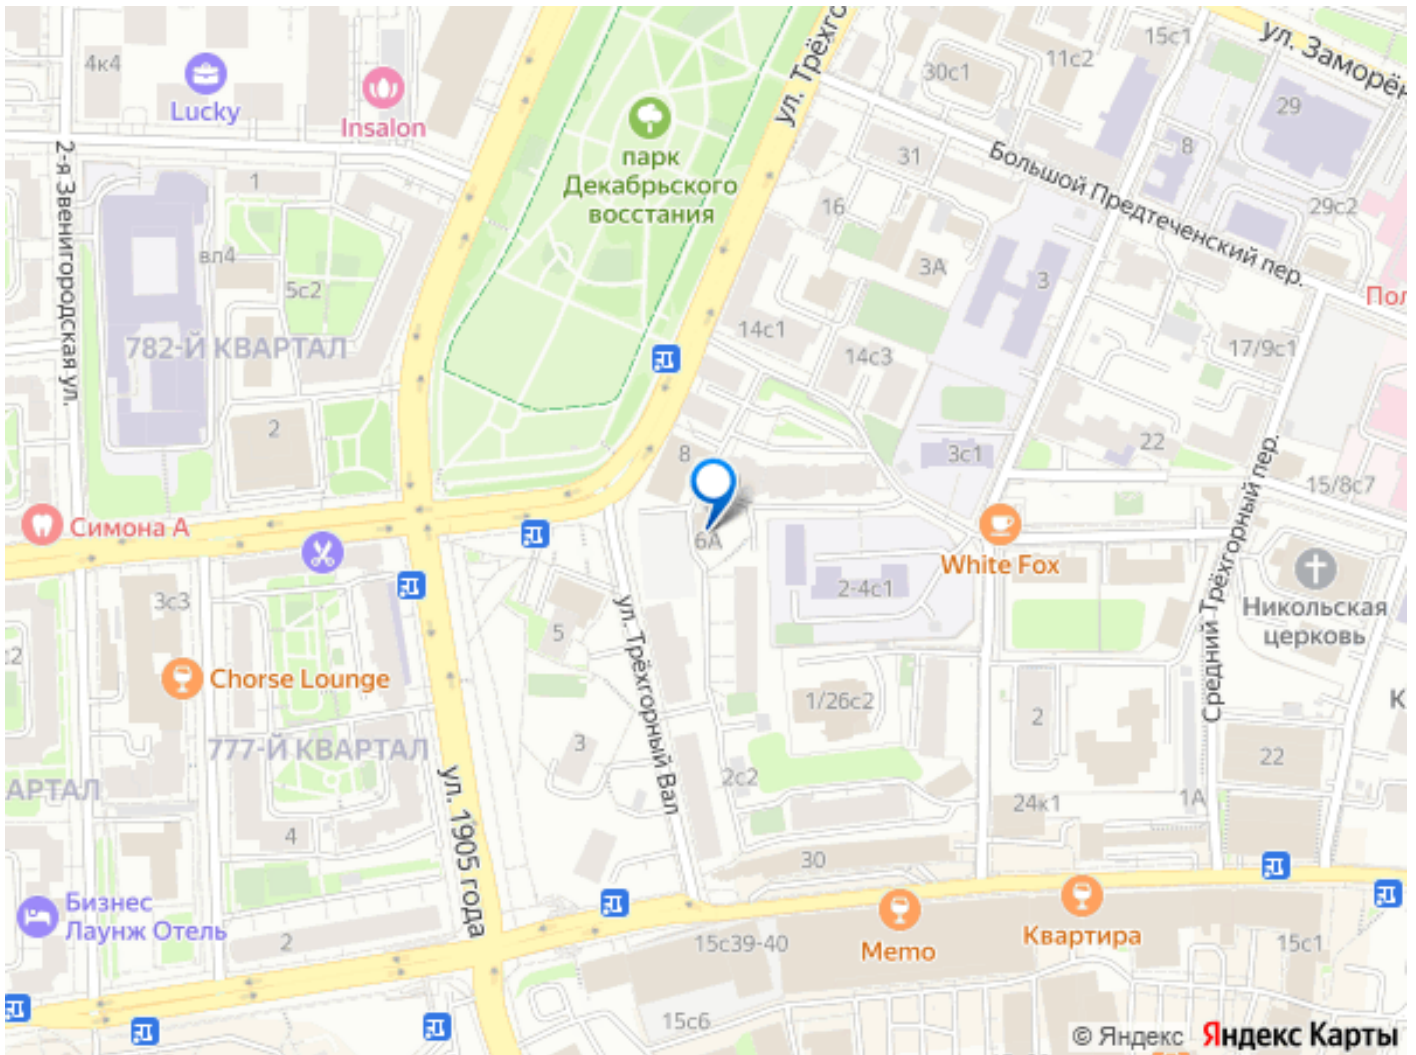 4к4
Lucky
Insalon
парк
Декабрьского
восстания
ул. Трёхго
30с1
11с2
15с1
ул. Заморён
29
8
31
Большой Предтеченский пер.
29с2
16
3А
3
Пол
2-я Звенигородская ул.
1
вл4
5с2
782-Й КВАРТАЛ
14с1
14с3
17/9с1
2
8
3с1
22
15/8с7
Симона А
6А
White Fox
2-4с1
Средний Трёхгорный пер.
Никольская
церковь
3с3
с2
5
ул. Трёхгорный Вал
Chorse Lounge
1/26с2
2
К
777-Й КВАРТАЛ
3
22
АРТАЛ
2с2
24к1
1А
ул. 1905 года
4
30
Бизнес
Лаунж Отель
2
15с39-40
Memo
Квартира
15с1
15с6
© Яндекс Яндекс Карты